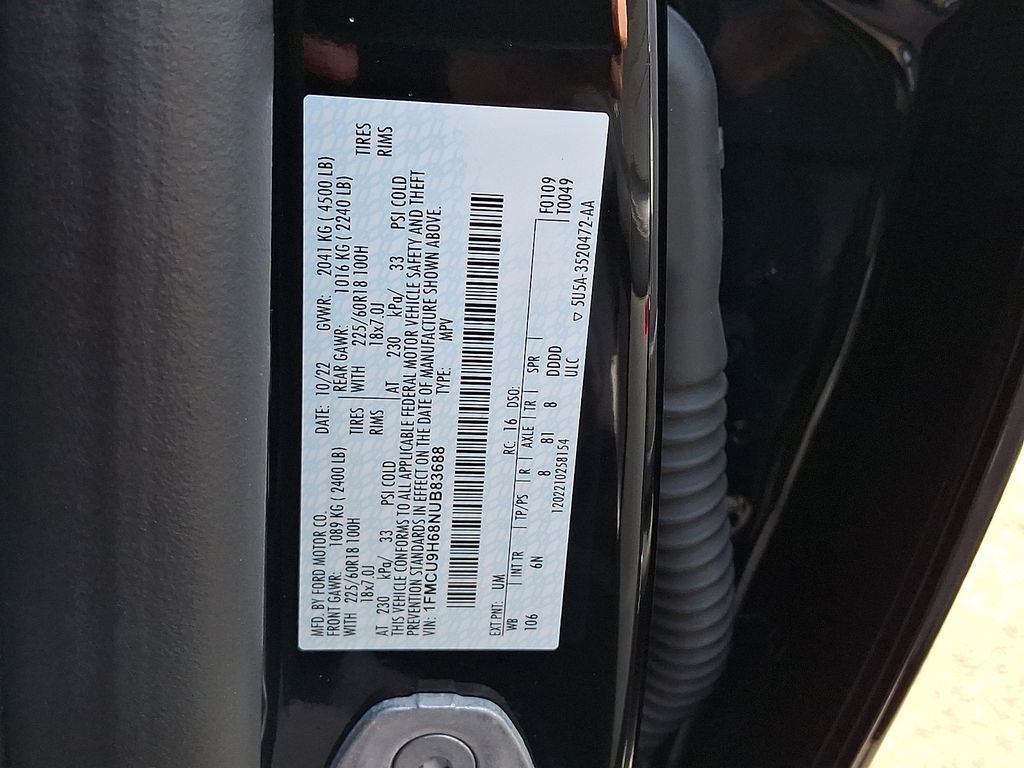 MFD. BY FORD MOTOR CO. DATE: 10/22 GVWR: 2041 KG ( 4500 LB)
FRONT GAWR: 1089 KG ( 2400 LB) REAR GAWR: 1016 KG ( 2240 LB)
WITH 225/60R18 100H TIRES WITH 225/60R18 100H TIRES
18x7.0J RIMS 18x7.0J RIMS
AT 230 kPa/ 33 PSI COLD AT 230 kPa/ 33 PSI COLD
THIS VEHICLE CONFORMS TO ALL APPLICABLE FEDERAL MOTOR VEHICLE SAFETY AND THEFT
PREVENTION STANDARDS IN EFFECT ON THE DATE OF MANUFACTURE SHOWN ABOVE.
VIN: 1FMCU9H68NUB83688 TYPE: MPV
EXT PNT: UM RC: 16 DSO: F0109
WB | INT TR | TP/PS | R | AXLE | TR | SPR | T0049
106 6N 8 81 8 DDDD
1202210258154 ULC ▽ 5U5A-3520472-AA